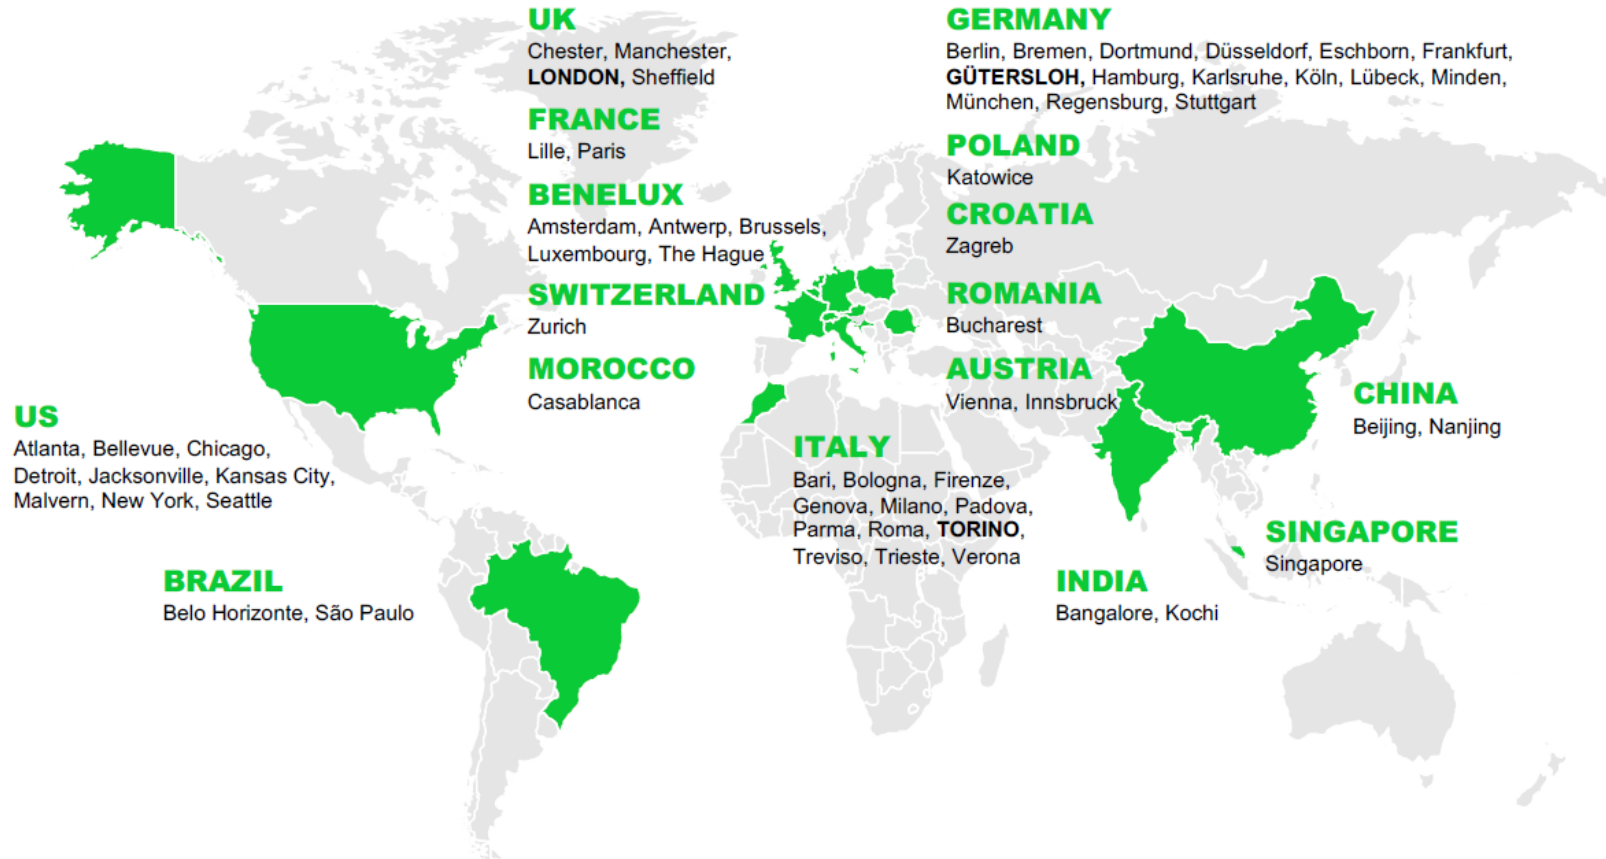 UK
Chester, Manchester,
LONDON, Sheffield
FRANCE
Lille, Paris
BENELUX
Amsterdam, Antwerp, Brussels,
Luxembourg, The Hague
SWITZERLAND
Zurich
MOROCCO
Casablanca
GERMANY
Berlin, Bremen, Dortmund, Düsseldorf, Eschborn, Frankfurt,
GÜTERSLOH, Hamburg, Karlsruhe, Köln, Lübeck, Minden,
München, Regensburg, Stuttgart
POLAND
Katowice
CROATIA
Zagreb
ROMANIA
Bucharest
AUSTRIA
Vienna, Innsbruck
US
Atlanta, Bellevue, Chicago,
Detroit, Jacksonville, Kansas City,
Malvern, New York, Seattle
BRAZIL
Belo Horizonte, São Paulo
ITALY
Bari, Bologna, Firenze,
Genova, Milano, Padova,
Parma, Roma, TORINO,
Treviso, Trieste, Verona
CHINA
Beijing, Nanjing
SINGAPORE
Singapore
INDIA
Bangalore, Kochi